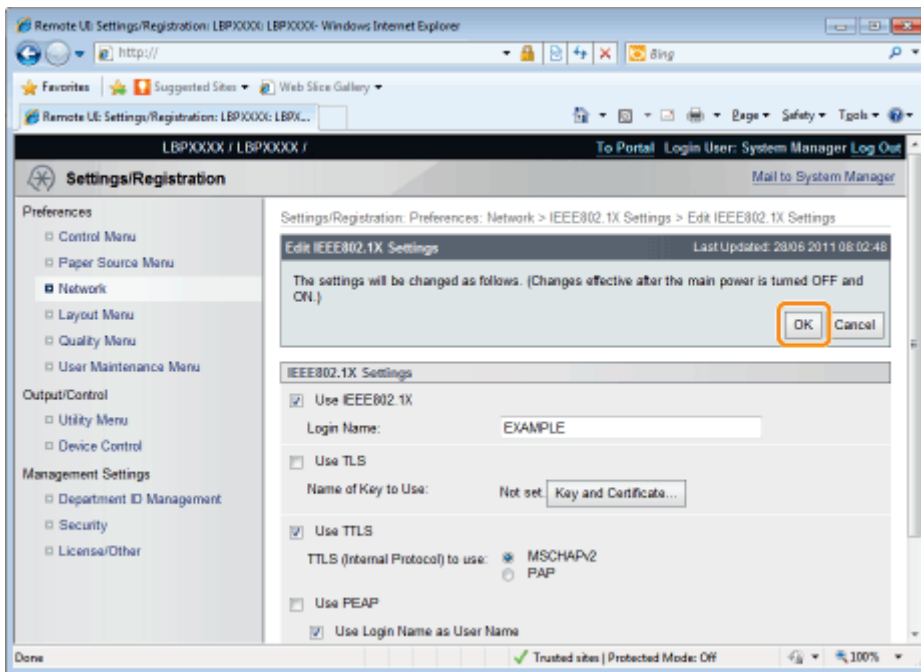 Remote UI: Settings/Registration: LBPXXXX: LBPXXXX- Windows Internet Explorer
http://
Bing
Favorites Suggested Sites Web Slice Gallery
Remote UI: Settings/Registration: LBPXXXX: LBPX...
Page Safety Tools
LBPXXXX / LBPXXXX /
To Portal Login User: System Manager Log Out
Settings/Registration
Mail to System Manager
Preferences
Control Menu
Paper Source Menu
Network
Layout Menu
Quality Menu
User Maintenance Menu
Output/Control
Utility Menu
Device Control
Management Settings
Department ID Management
Security
License/Other
Settings/Registration: Preferences: Network > IEEE802.1X Settings > Edit IEEE802.1X Settings
Edit IEEE802.1X Settings
Last Updated: 28/06 2011 08:02:48
The settings will be changed as follows. (Changes effective after the main power is turned OFF and
ON.)
OK Cancel
IEEE802.1X Settings
Use IEEE802.1X
Login Name: EXAMPLE
Use TLS
Name of Key to Use: Not set. Key and Certificate...
Use TTLS
TTLS (Internal Protocol) to use: MSCHAPv2
PAP
Use PEAP
Use Login Name as User Name
Done
Trusted sites | Protected Mode: Off
100%